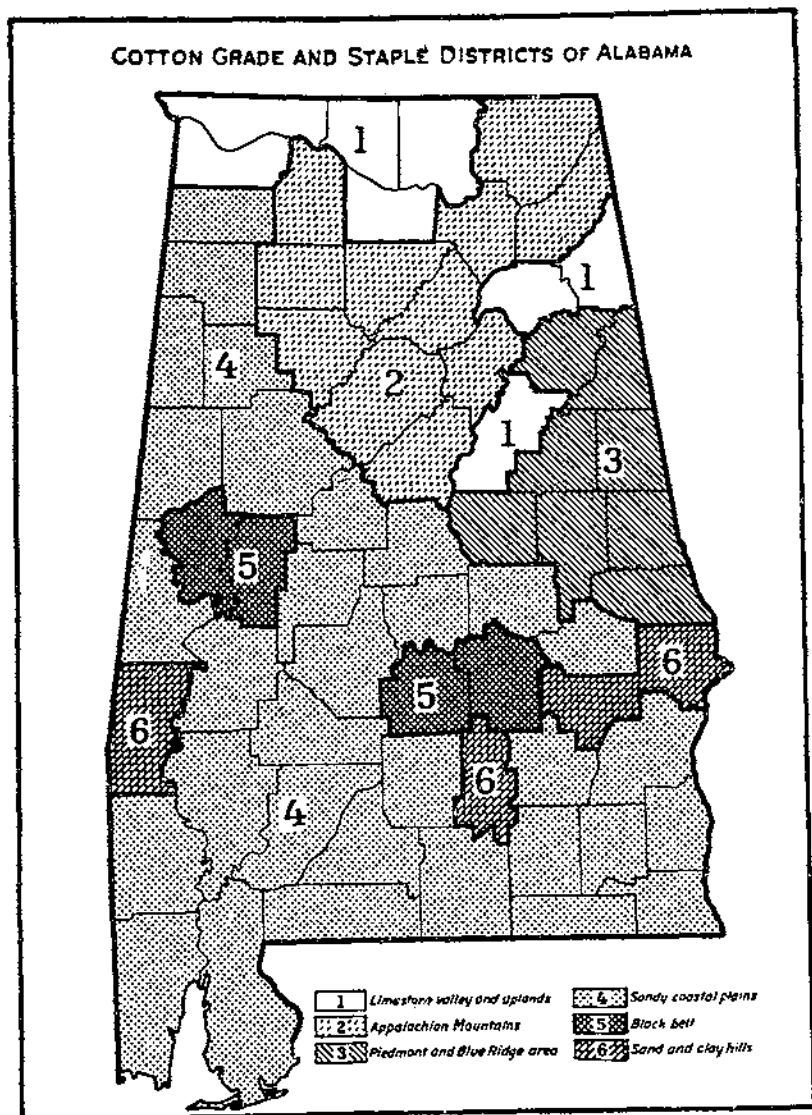 COTTON GRADE AND STAPLE DISTRICTS OF ALABAMA
1
1
4
2
1
3
5
6
5
6
6
4
1 Limestone valley and uplands
2 Appalachian Mountains
3 Piedmont and Blue Ridge area
4 Sandy coastal plains
5 Black belt
6 Sand and clay hills